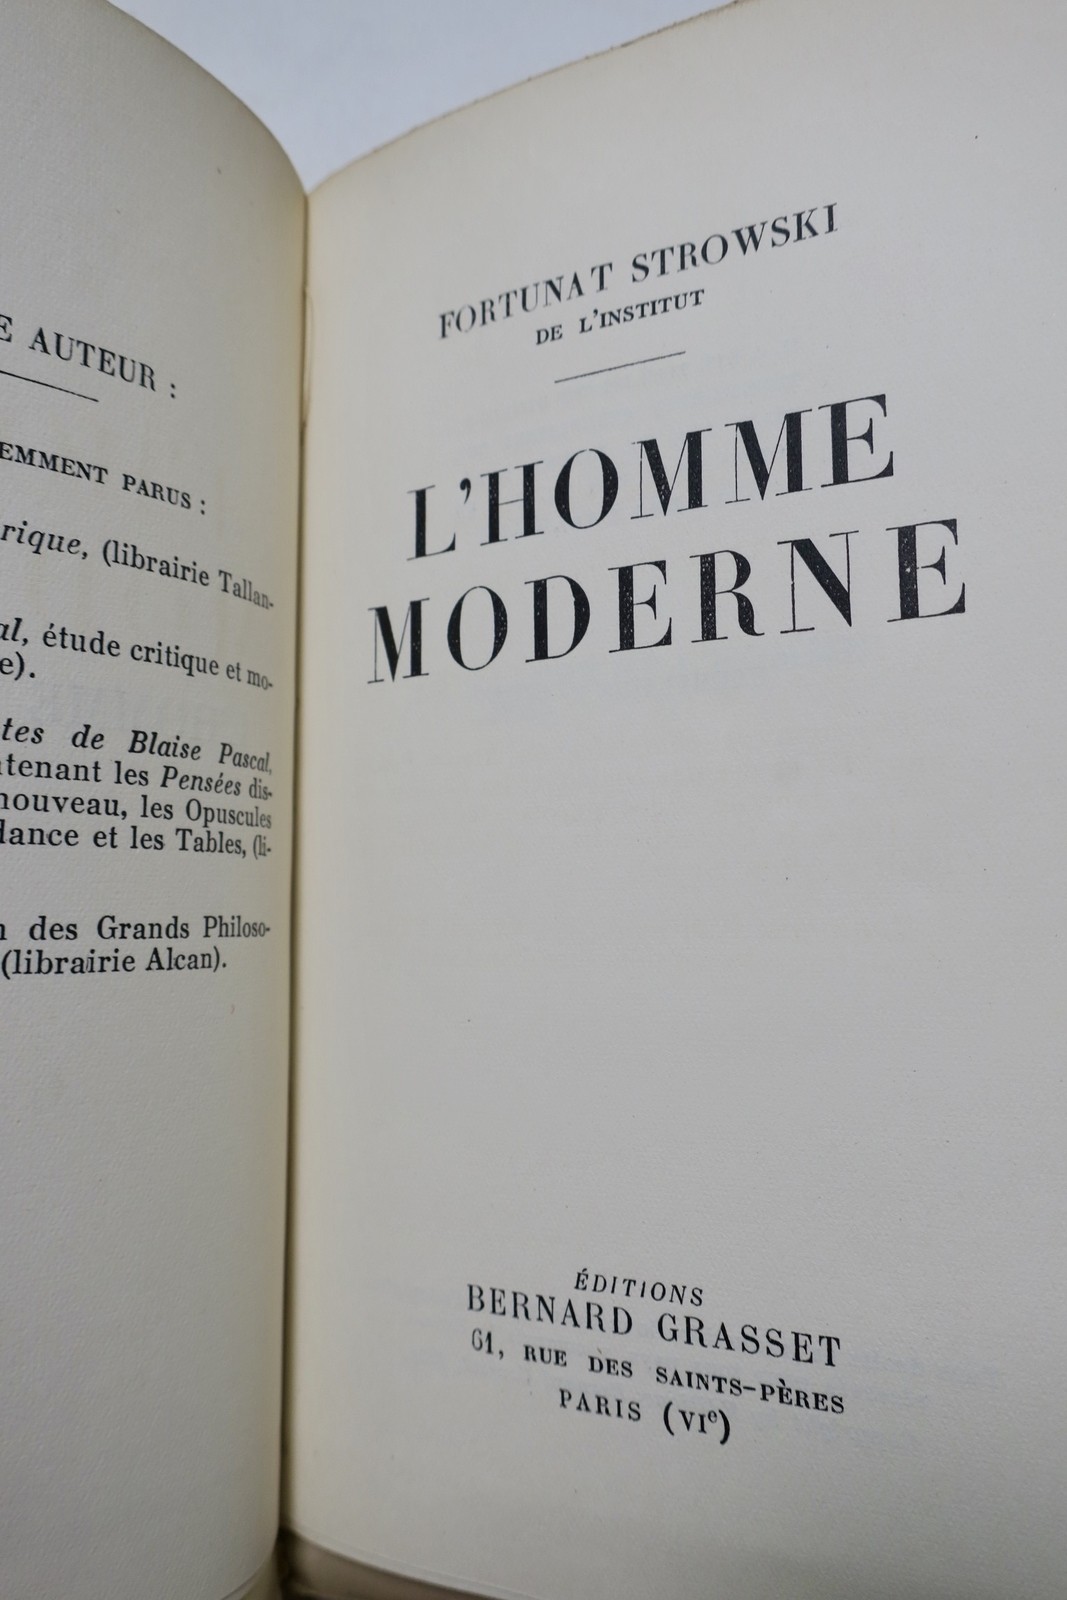 E AUTEUR :
EMMENT PARUS :
rique, (librairie Tallan-
al, étude critique et mo-
e).
tes de Blaise Pascal,
tenant les Pensées dis-
nouveau, les Opuscules
dance et les Tables, (li-
n des Grands Philoso-
(librairie Alcan).
FORTUNAT STROWSKI
DE L'INSTITUT
L'HOMME
MODERNE
ÉDITIONS
BERNARD GRASSET
61, RUE DES SAINTS-PÈRES
PARIS (VIe)